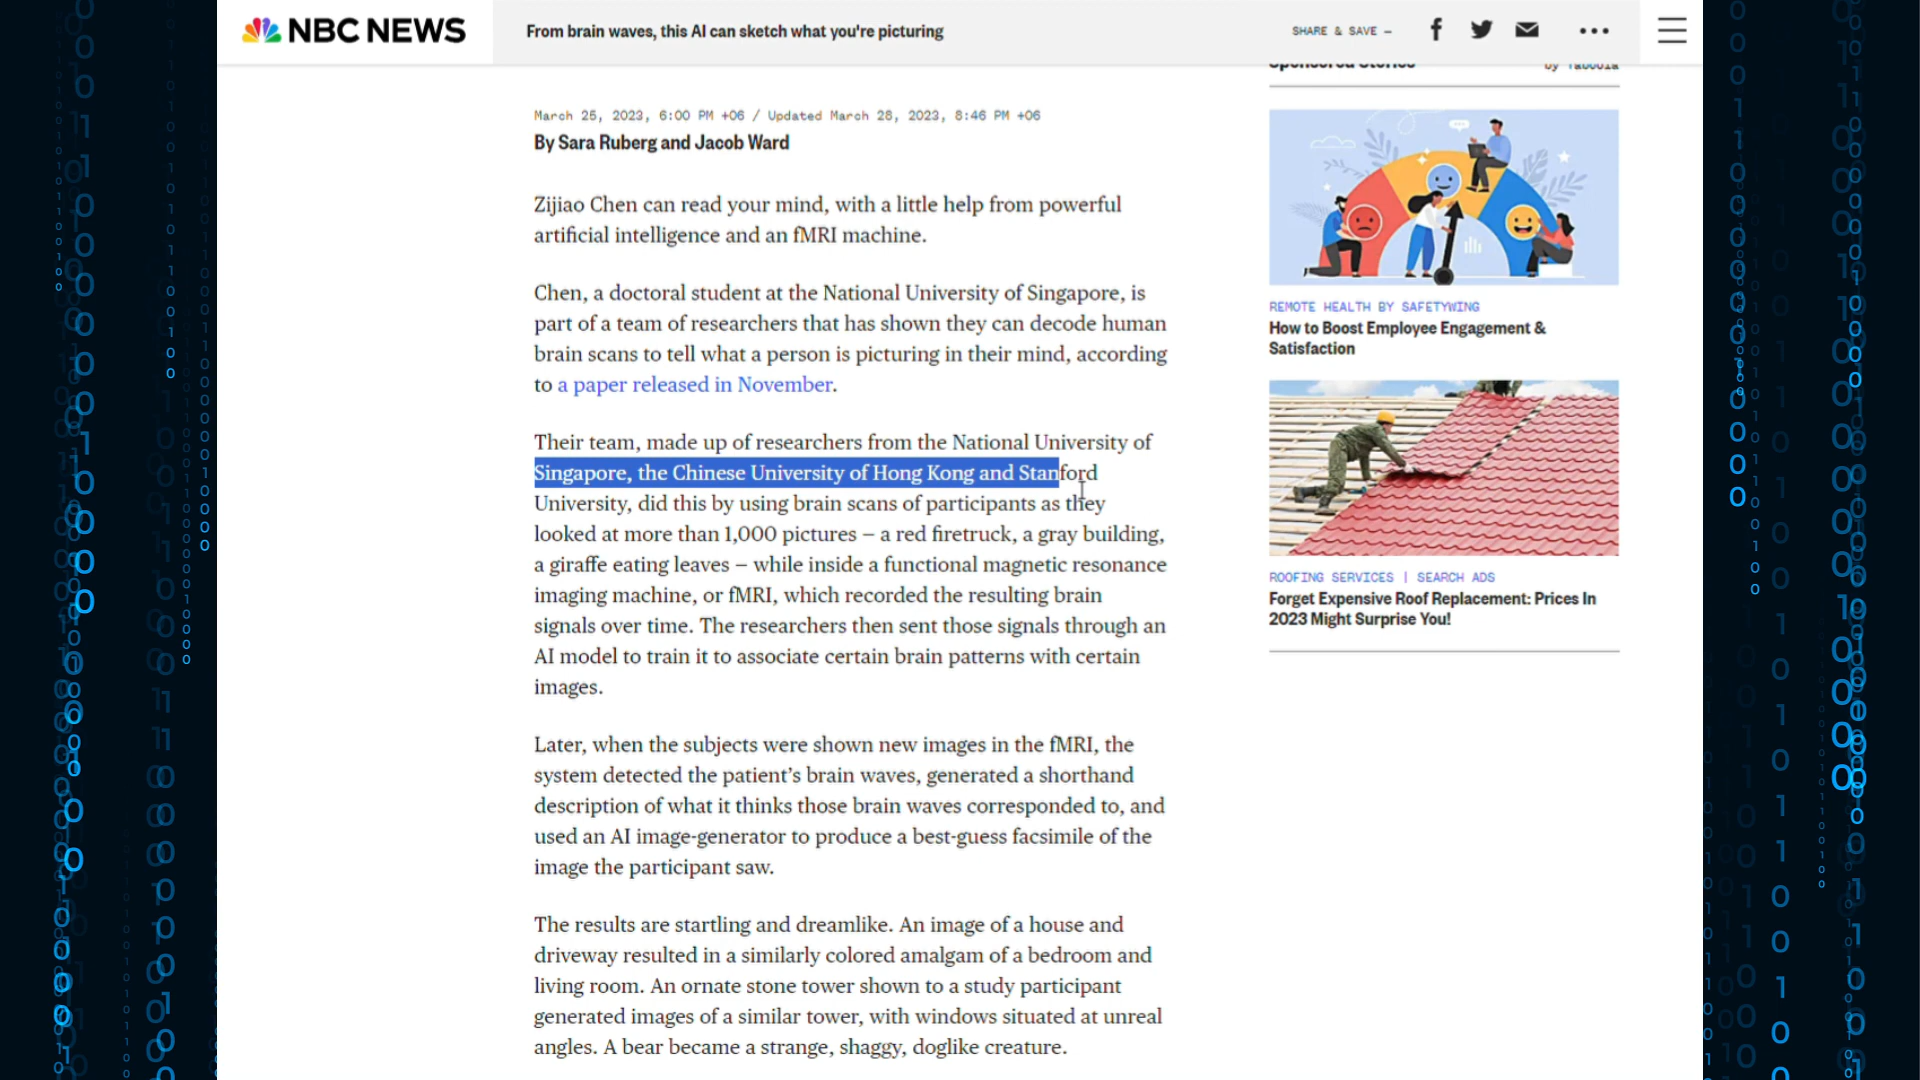 NBC NEWS
From brain waves, this AI can sketch what you're picturing
SHARE & SAVE –
Sponsored Stories
by Taboola
March 25, 2023, 6:00 PM +06 / Updated March 28, 2023, 8:46 PM +06
By Sara Ruberg and Jacob Ward
Zijiao Chen can read your mind, with a little help from powerful
artificial intelligence and an fMRI machine.
Chen, a doctoral student at the National University of Singapore, is
part of a team of researchers that has shown they can decode human
brain scans to tell what a person is picturing in their mind, according
to a paper released in November.
Their team, made up of researchers from the National University of
Singapore, the Chinese University of Hong Kong and Stanford
University, did this by using brain scans of participants as they
looked at more than 1,000 pictures – a red firetruck, a gray building,
a giraffe eating leaves – while inside a functional magnetic resonance
imaging machine, or fMRI, which recorded the resulting brain
signals over time. The researchers then sent those signals through an
AI model to train it to associate certain brain patterns with certain
images.
Later, when the subjects were shown new images in the fMRI, the
system detected the patient’s brain waves, generated a shorthand
description of what it thinks those brain waves corresponded to, and
used an AI image-generator to produce a best-guess facsimile of the
image the participant saw.
The results are startling and dreamlike. An image of a house and
driveway resulted in a similarly colored amalgam of a bedroom and
living room. An ornate stone tower shown to a study participant
generated images of a similar tower, with windows situated at unreal
angles. A bear became a strange, shaggy, doglike creature.
REMOTE HEALTH BY SAFETYWING
How to Boost Employee Engagement &
Satisfaction
ROOFING SERVICES | SEARCH ADS
Forget Expensive Roof Replacement: Prices In
2023 Might Surprise You!